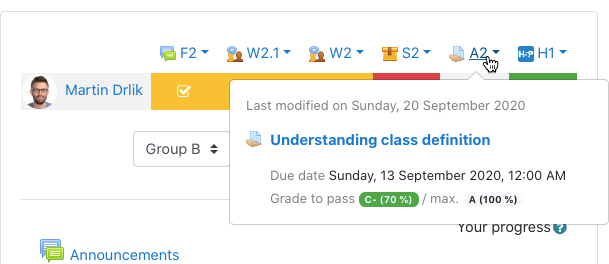 F2 W2.1 W2 S2 A2 H-P H1
Martin Drlik
Last modified on Sunday, 20 September 2020
Understanding class definition
Group B
Due date Sunday, 13 September 2020, 12:00 AM
Grade to pass C- (70 %) / max. A (100 %)
Your progress ?
Announcements